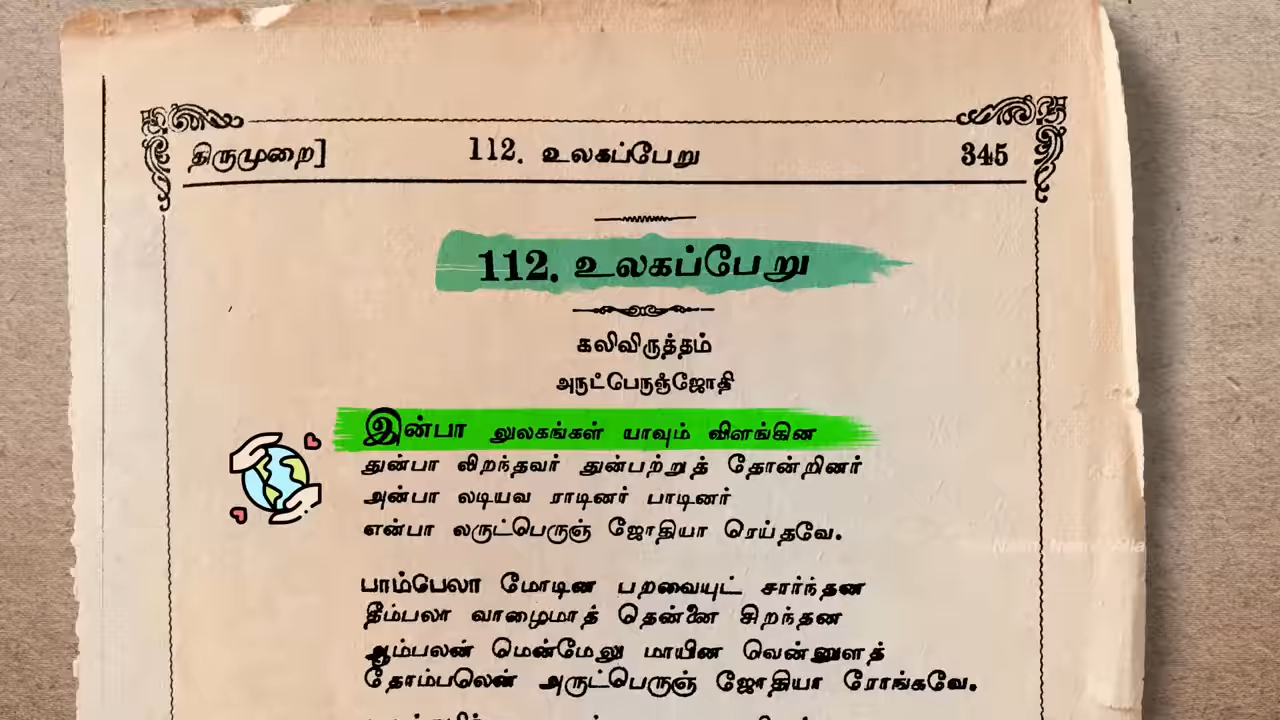 திருமுறை] 112. உலகப்பேறு 345
112. உலகப்பேறு
கலிவிருத்தம்
அருட்பெருஞ்ஜோதி
இன்பா லுலகங்கள் யாவும் விளங்கின
துன்பா லிறந்தவர் துன்பற்றுத் தோன்றினர்
அன்பா லடியவ ராடினர் பாடினர்
என்பா லருட்பெருஞ் ஜோதியா ரெய்தவே.
பாம்பெலா மோடின பறவையுட் சார்ந்தன
தீம்பலா வாழைமாத் தென்னை சிறந்தன
ஆம்பலன் மென்மேலு மாயின வென்னுளத்
தோம்பலென் அருட்பெருஞ் ஜோதியா ரோங்கவே.